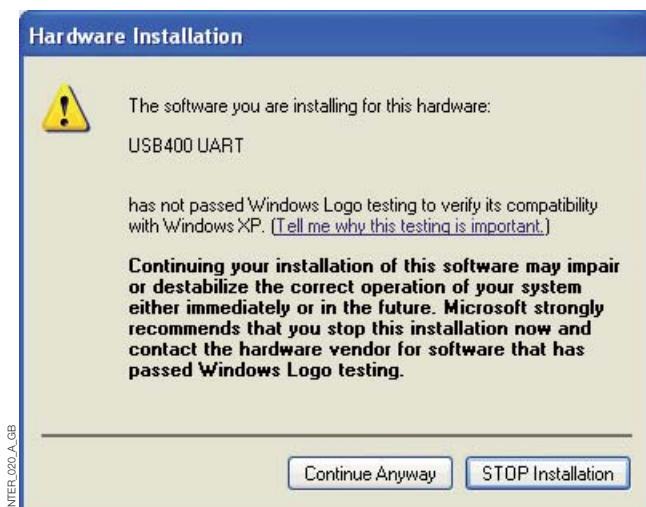 Hardware Installation
The software you are installing for this hardware:
USB400 UART
has not passed Windows Logo testing to verify its compatibility
with Windows XP. (Tell me why this testing is important.)
Continuing your installation of this software may impair
or destabilize the correct operation of your system
either immediately or in the future. Microsoft strongly
recommends that you stop this installation now and
contact the hardware vendor for software that has
passed Windows Logo testing.
Continue Anyway
STOP Installation
NTER_020_A_GB